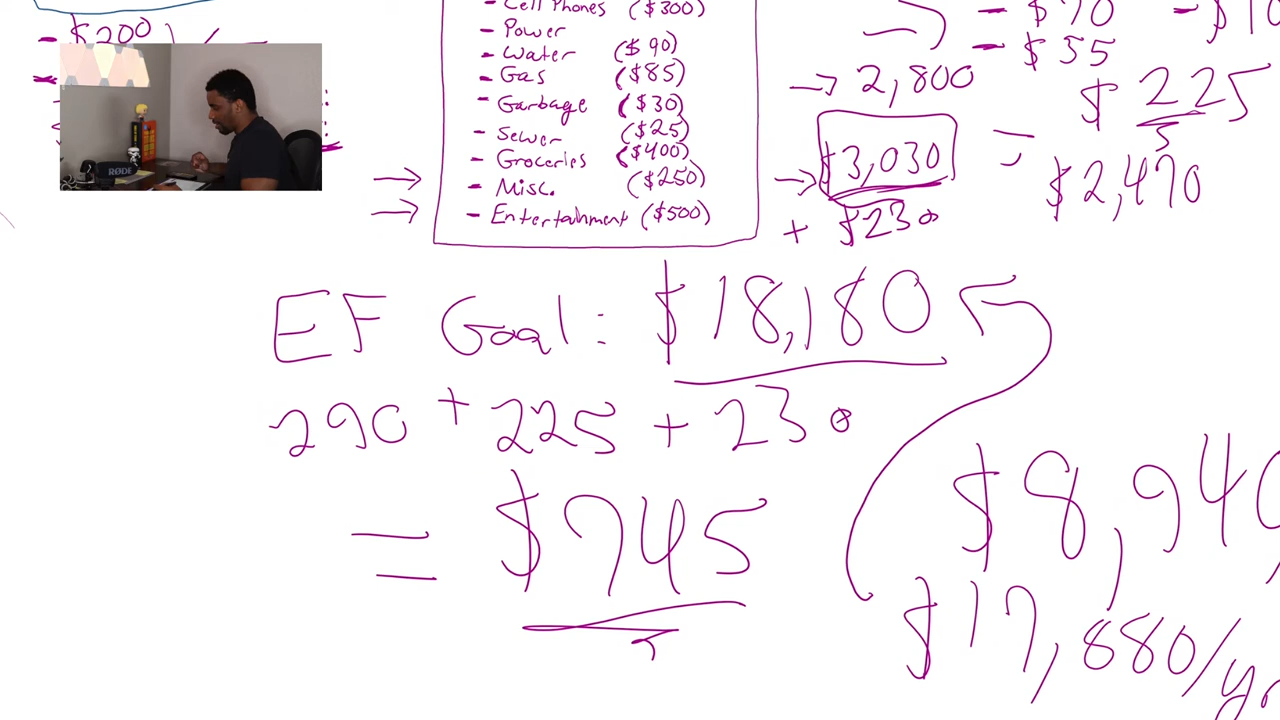 - $200
- Cell Phones ($300)
- Power
- Water ($90)
- Gas ($85)
- Garbage ($30)
- Sewer ($25)
- Groceries ($400)
→ - Misc. ($250)
→ - Entertainment ($500)
→ 2,800
→ $3,030
+ $230
- $70
- $55
$225
= $2,470
EF Goal: $18,180
290 + 225 + 230
= $745
$8,940
$17,880/yr
RØDE